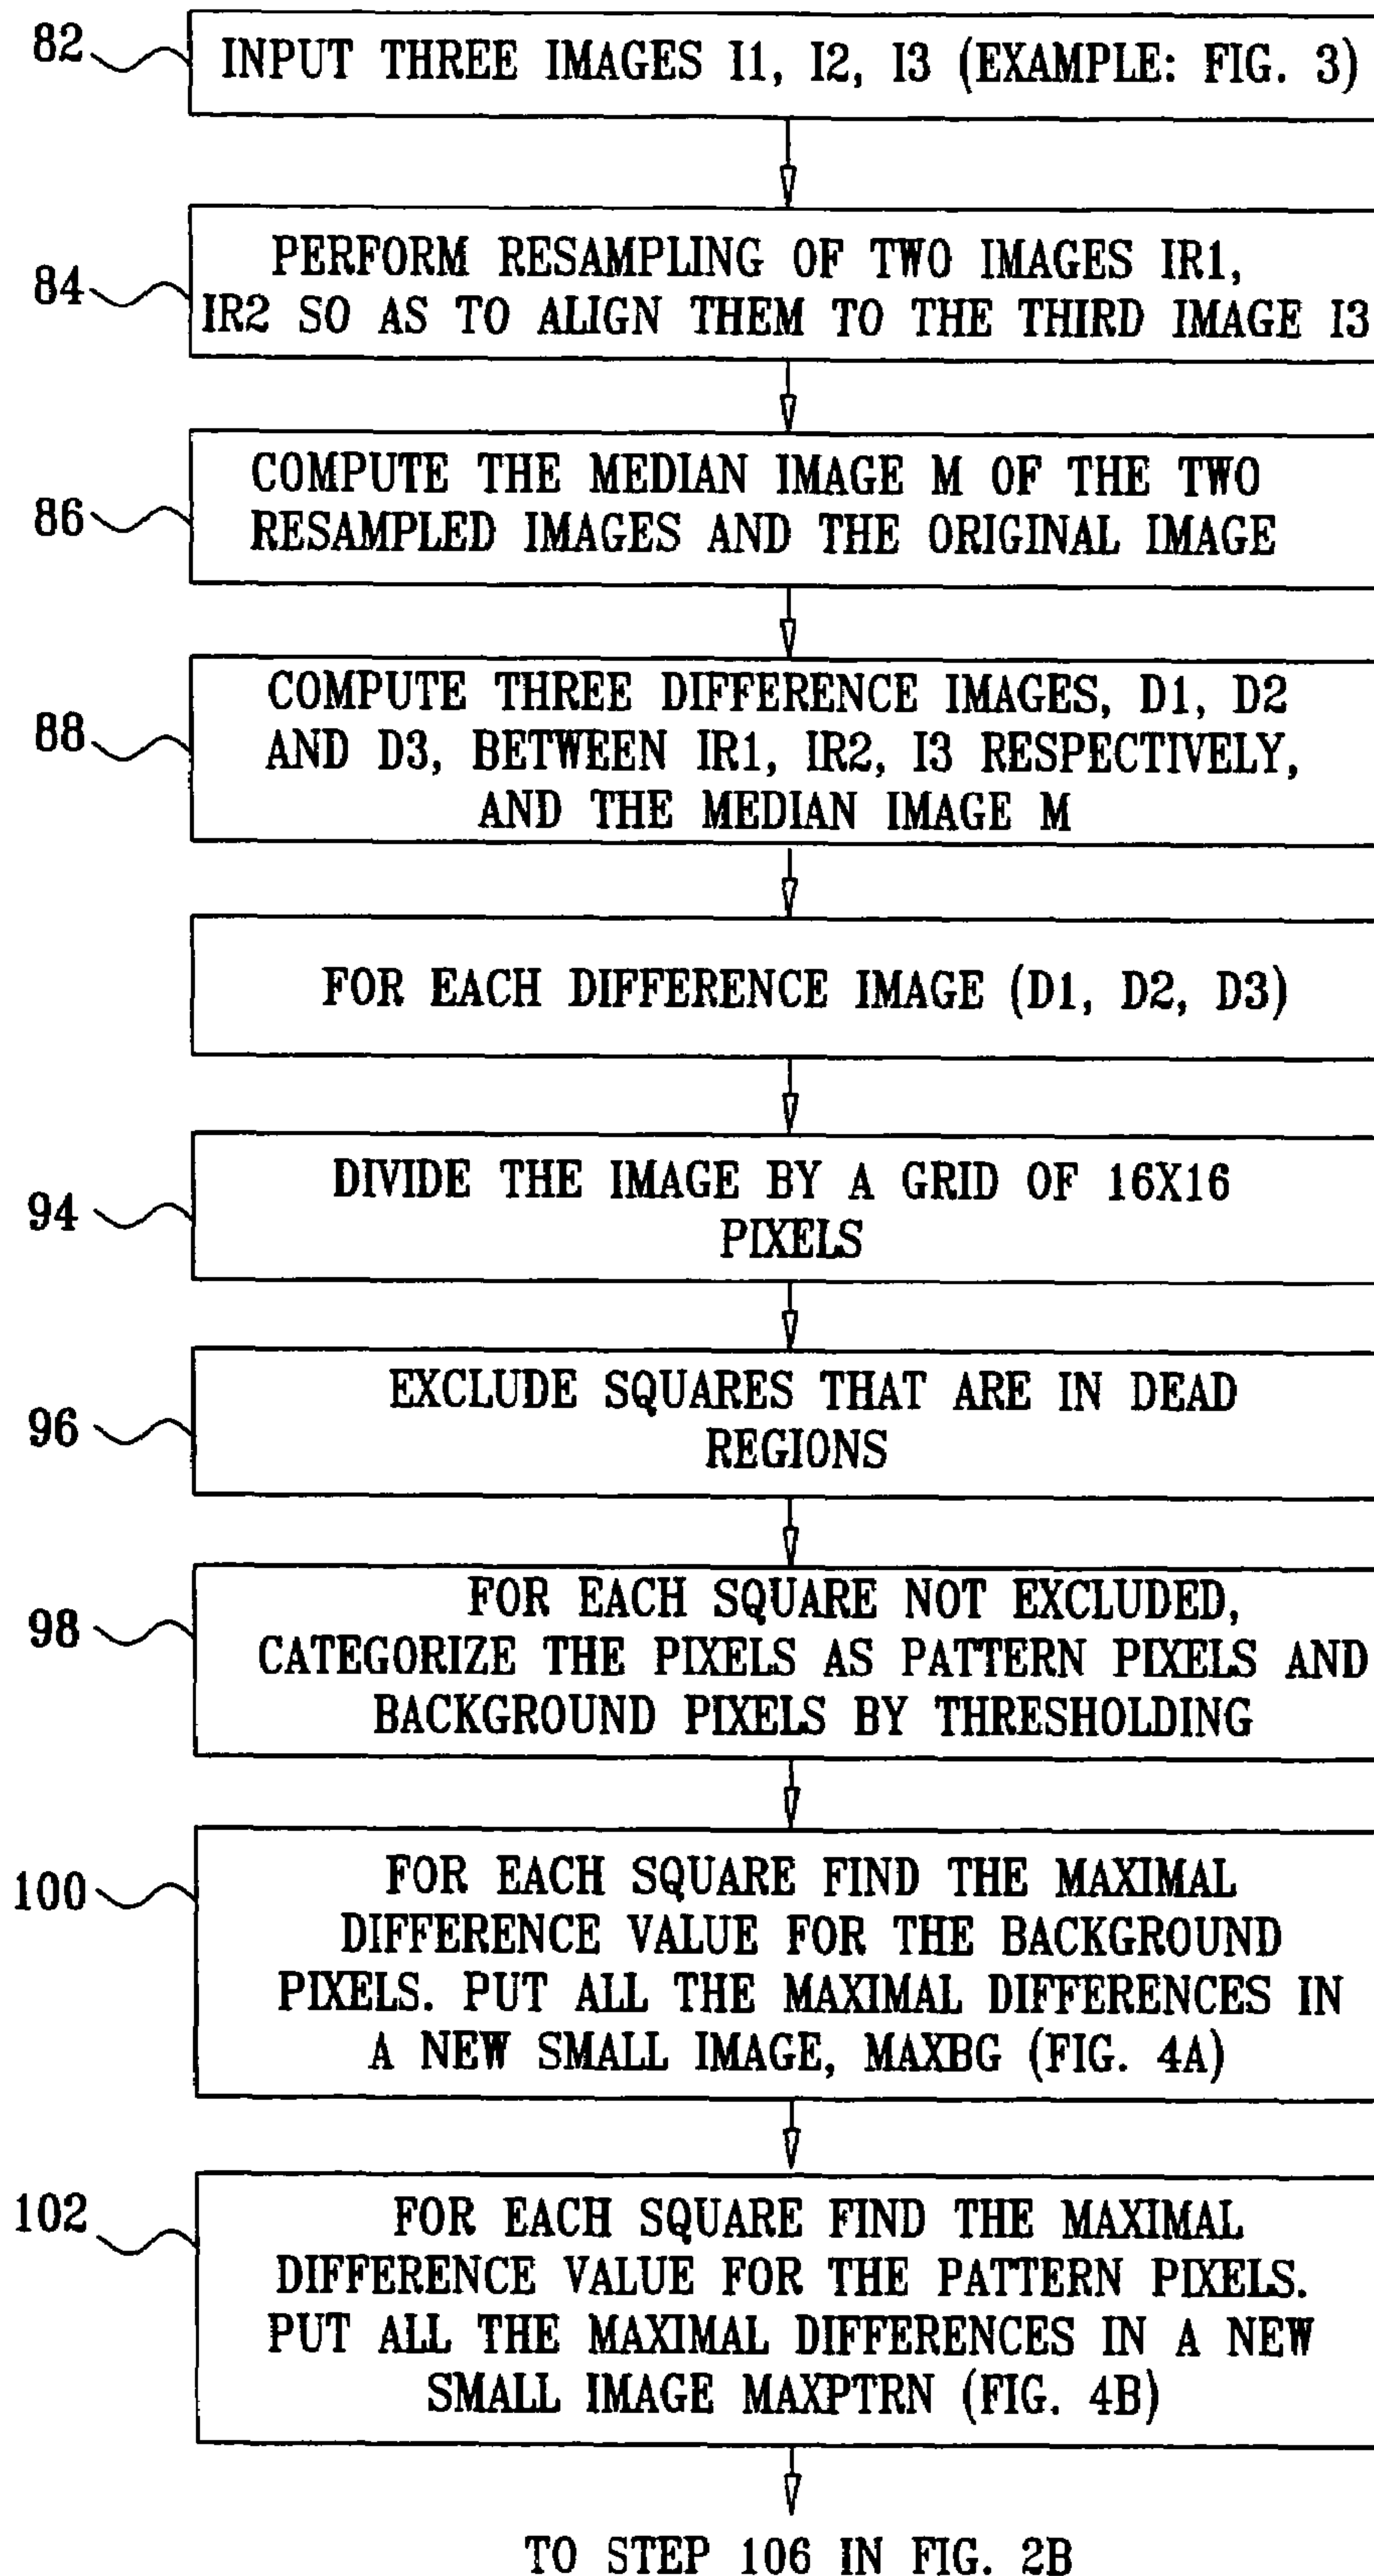 82
INPUT THREE IMAGES I1, I2, I3 (EXAMPLE: FIG. 3)
84
PERFORM RESAMPLING OF TWO IMAGES IR1,
IR2 SO AS TO ALIGN THEM TO THE THIRD IMAGE I3
86
COMPUTE THE MEDIAN IMAGE M OF THE TWO
RESAMPLED IMAGES AND THE ORIGINAL IMAGE
88
COMPUTE THREE DIFFERENCE IMAGES, D1, D2
AND D3, BETWEEN IR1, IR2, I3 RESPECTIVELY,
AND THE MEDIAN IMAGE M
FOR EACH DIFFERENCE IMAGE (D1, D2, D3)
94
DIVIDE THE IMAGE BY A GRID OF 16X16
PIXELS
96
EXCLUDE SQUARES THAT ARE IN DEAD
REGIONS
98
FOR EACH SQUARE NOT EXCLUDED,
CATEGORIZE THE PIXELS AS PATTERN PIXELS AND
BACKGROUND PIXELS BY THRESHOLDING
100
FOR EACH SQUARE FIND THE MAXIMAL
DIFFERENCE VALUE FOR THE BACKGROUND
PIXELS. PUT ALL THE MAXIMAL DIFFERENCES IN
A NEW SMALL IMAGE, MAXBG (FIG. 4A)
102
FOR EACH SQUARE FIND THE MAXIMAL
DIFFERENCE VALUE FOR THE PATTERN PIXELS.
PUT ALL THE MAXIMAL DIFFERENCES IN A NEW
SMALL IMAGE MAXPTRN (FIG. 4B)
TO STEP 106 IN FIG. 2B